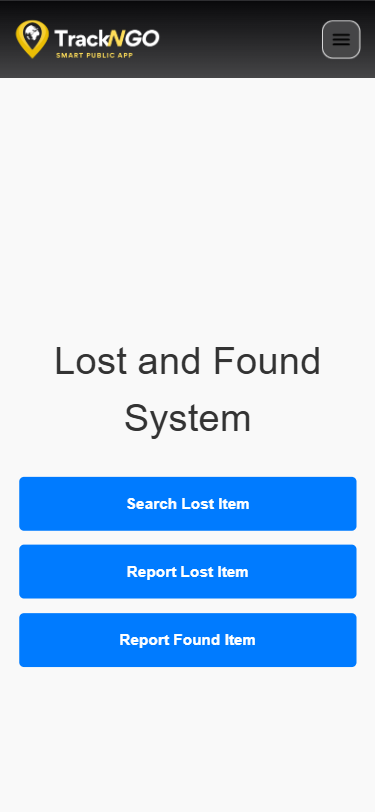 TrackNGO
SMART PUBLIC APP
Lost and Found
System
Search Lost Item
Report Lost Item
Report Found Item